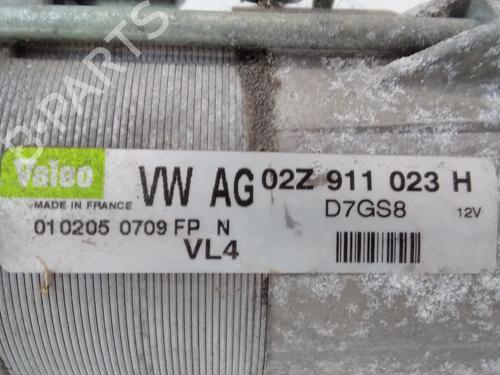 B-PARTS
Valeo VW AG 02Z 911 023 H
MADE IN FRANCE D7GS8 12V
010205 0709 FP N
VL4